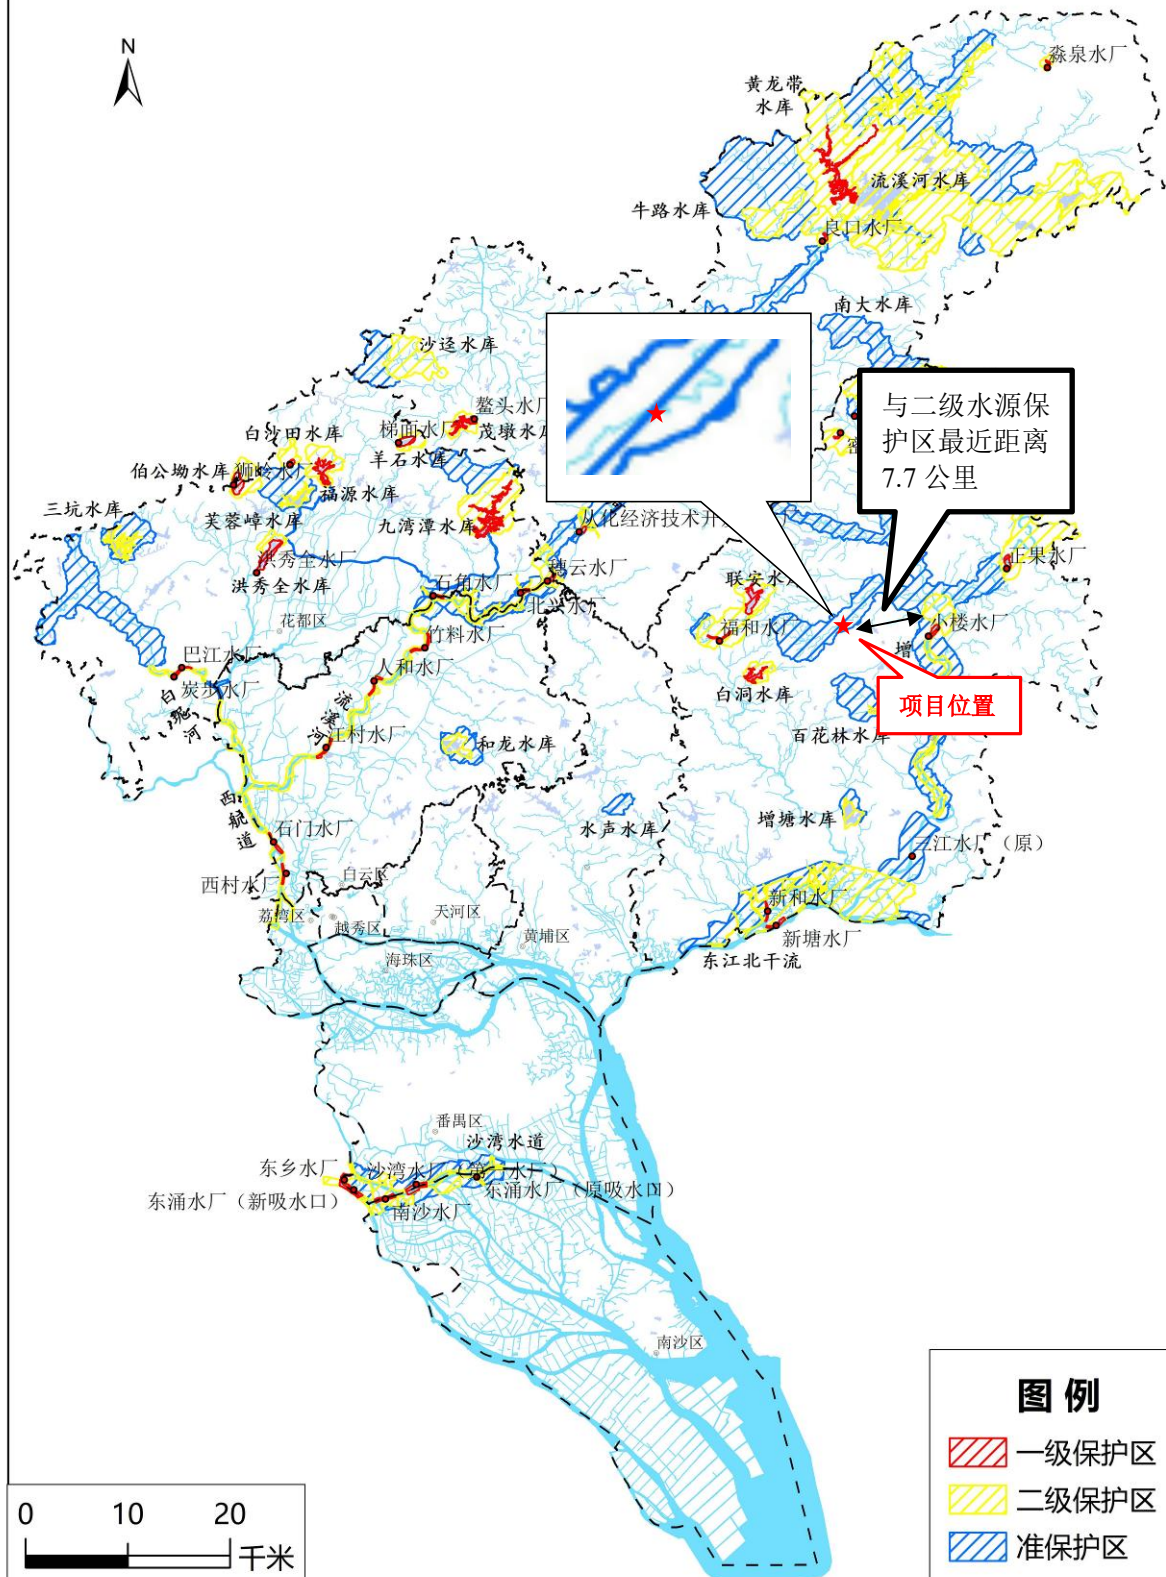 N
淼泉水厂
黄龙带
水库
流溪河水库
牛路水库
良口水厂
南大水库
沙迳水库
与二级水源保
护区最近距离
7.7 公里
鳌头水厂
梯面水厂
茂墩水库
白沙田水库
羊石水库
伯公坳水库
狮岭水厂
福源水库
三坑水库
芙蓉嶂水库
九湾潭水库
从化经济技术开
洪秀全水厂
洪秀全水库
穗云水厂
正果水厂
联安水库
石角水厂
北兴水厂
花都区
竹料水厂
福和水厂
小楼水厂
增
巴江水厂
人和水厂
炭步水厂
白坭河
流溪河
白洞水库
项目位置
江村水厂
和龙水库
百花林水库
西航道
水声水库
增塘水库
石门水厂
三江水厂（原）
西村水厂
白云区
新和水厂
荔湾区
越秀区
天河区
黄埔区
新塘水厂
海珠区
东江北干流
番禺区
沙湾水道
东乡水厂
沙湾水厂
东涌水厂（原吸水口）
东涌水厂（新吸水口）
南沙水厂
南沙区
图 例
一级保护区
二级保护区
准保护区
0
10
20
千米